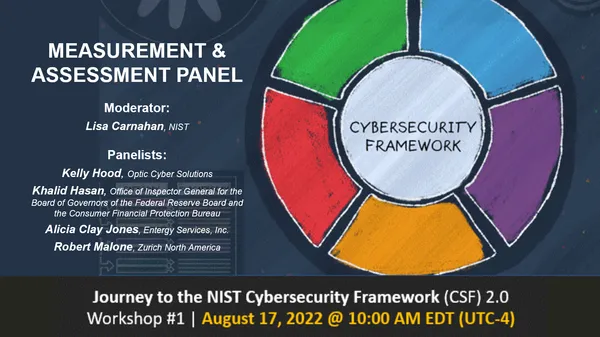 MEASUREMENT &
ASSESSMENT PANEL
Moderator:
Lisa Carnahan, NIST
Panelists:
Kelly Hood, Optic Cyber Solutions
Khalid Hasan, Office of Inspector General for the
Board of Governors of the Federal Reserve Board and
the Consumer Financial Protection Bureau
Alicia Clay Jones, Entergy Services, Inc.
Robert Malone, Zurich North America
CYBERSECURITY
FRAMEWORK
Journey to the NIST Cybersecurity Framework (CSF) 2.0
Workshop #1 | August 17, 2022 @ 10:00 AM EDT (UTC-4)